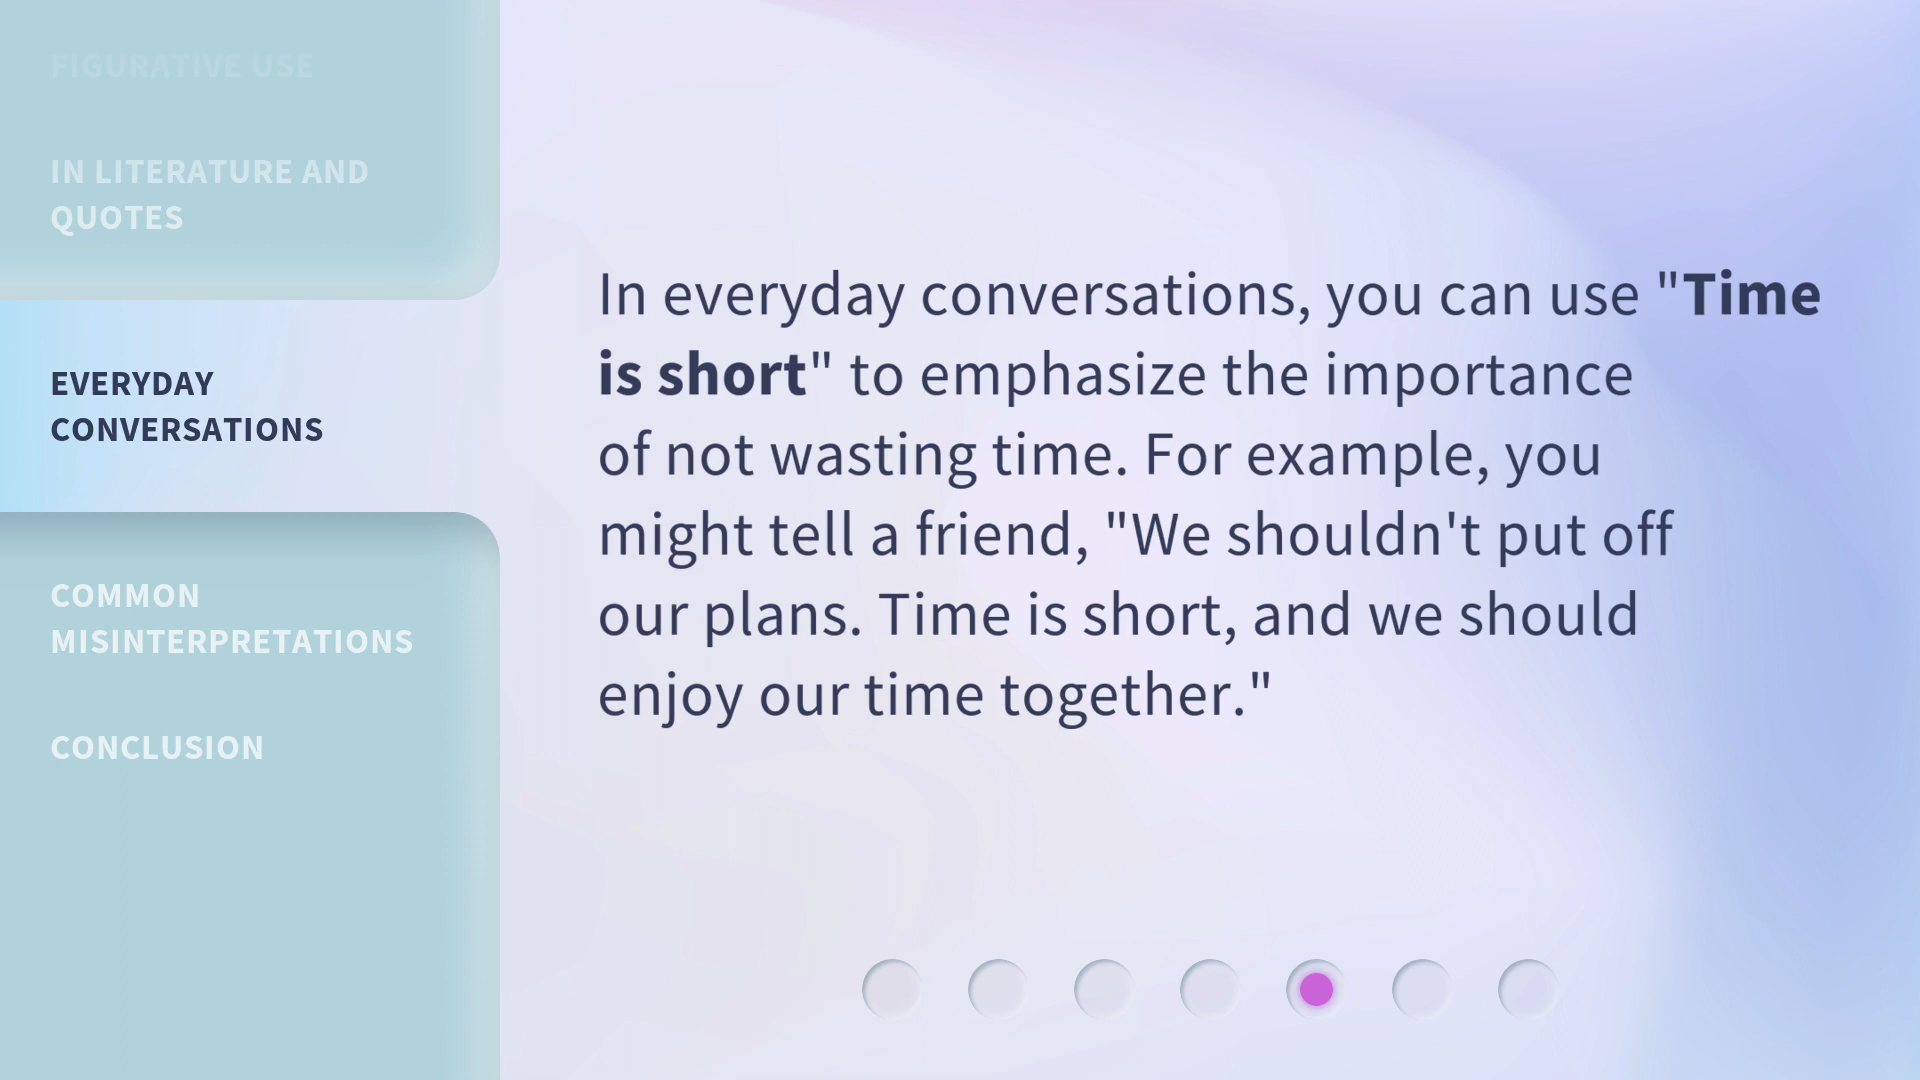 FIGURATIVE USE
IN LITERATURE AND
QUOTES
EVERYDAY
CONVERSATIONS
COMMON
MISINTERPRETATIONS
CONCLUSION
In everyday conversations, you can use "Time
is short" to emphasize the importance
of not wasting time. For example, you
might tell a friend, "We shouldn't put off
our plans. Time is short, and we should
enjoy our time together."